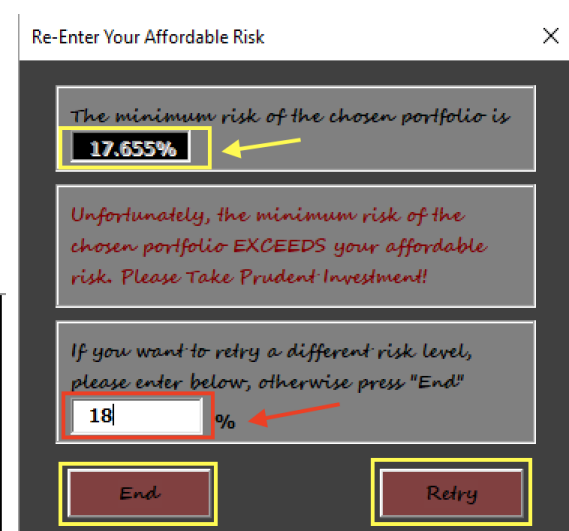 Re-Enter Your Affordable Risk
The minimum risk of the chosen portfolio is
17.655%
Unfortunately, the minimum risk of the
chosen portfolio EXCEEDS your affordable
risk. Please Take Prudent Investment!
If you want to retry a different risk level,
please enter below, otherwise press "End"
18 %
End Retry